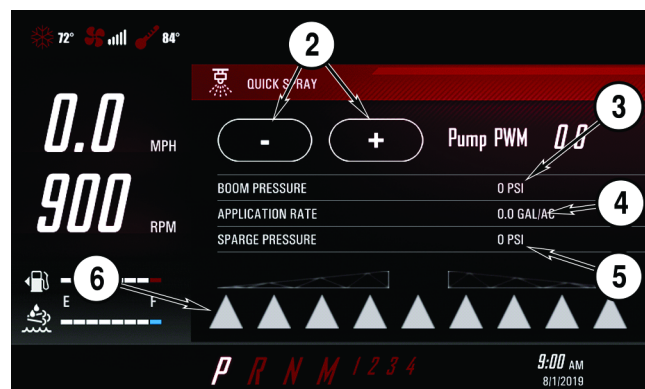 72° 84°
2
QUICK SPRAY
3
0.0 MPH
- +
Pump PWM 0.0
BOOM PRESSURE 0 PSI
900 RPM
APPLICATION RATE 0.0 GAL/AC
4
SPARGE PRESSURE 0 PSI
5
6
E F
P R N M 1 2 3 4
9:00 AM
8/1/2019